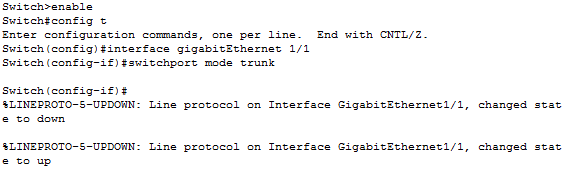 Switch>enable
Switch#config t
Enter configuration commands, one per line.  End with CNTL/Z.
Switch(config)#interface gigabitEthernet 1/1
Switch(config-if)#switchport mode trunk
Switch(config-if)#
%LINEPROTO-5-UPDOWN: Line protocol on Interface GigabitEthernet1/1, changed stat
e to down
%LINEPROTO-5-UPDOWN: Line protocol on Interface GigabitEthernet1/1, changed stat
e to up